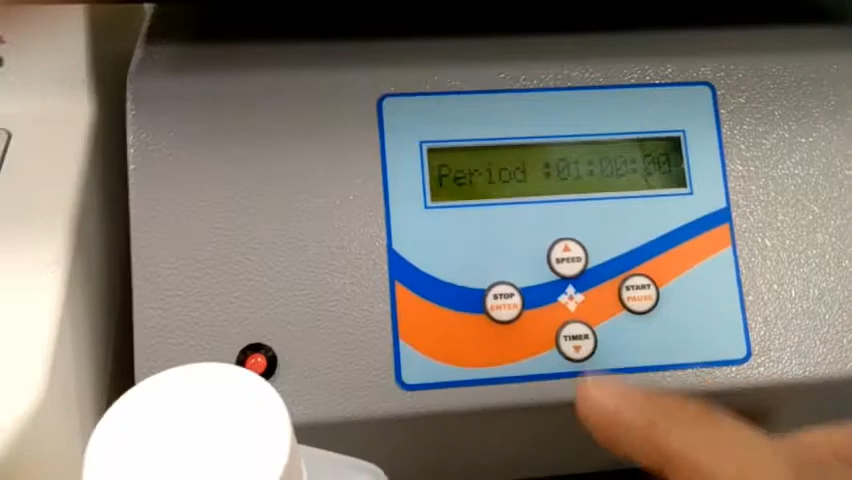 Period :01:00:00
SPEED
STOP
ENTER
START
PAUSE
TIMER